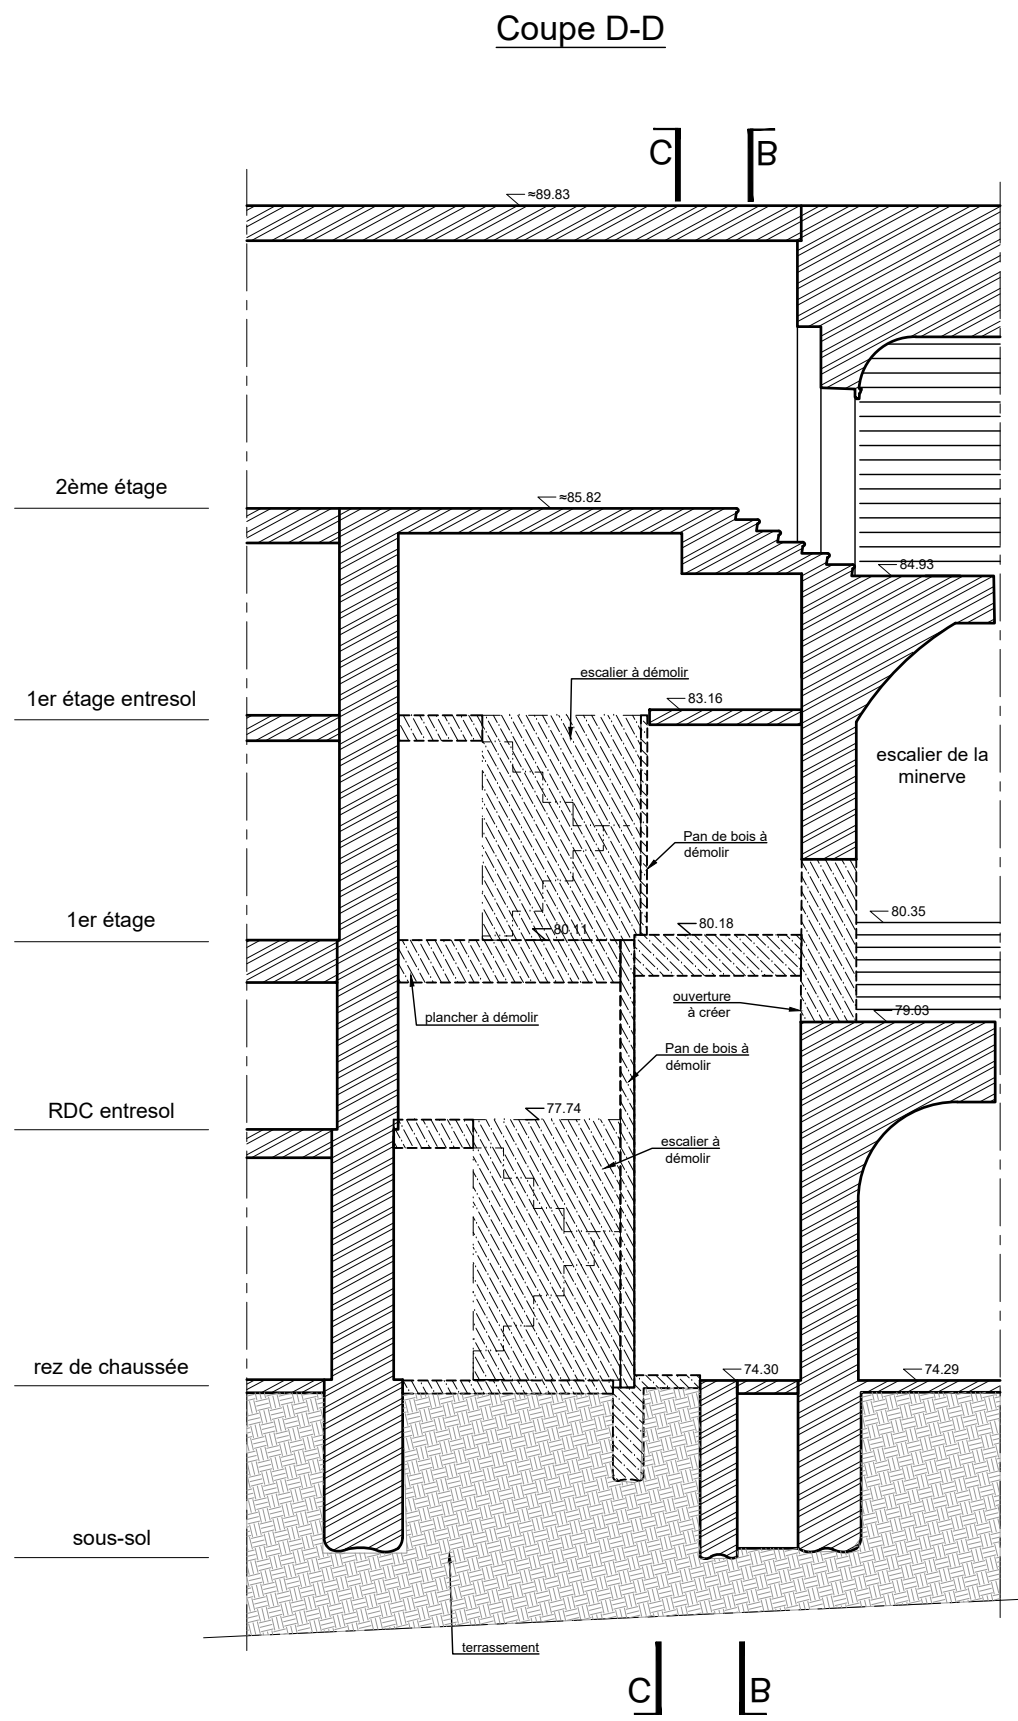 Coupe D-D
C
B
≈89.83
2ème étage
≈85.82
84.93
escalier à démolir
1er étage entresol
83.16
escalier de la
minerve
Pan de bois à
démolir
1er étage
80.11
80.18
80.35
ouverture
à créer
79.03
plancher à démolir
Pan de bois à
démolir
RDC entresol
77.74
escalier à
démolir
rez de chaussée
74.30
74.29
sous-sol
terrassement
C
B